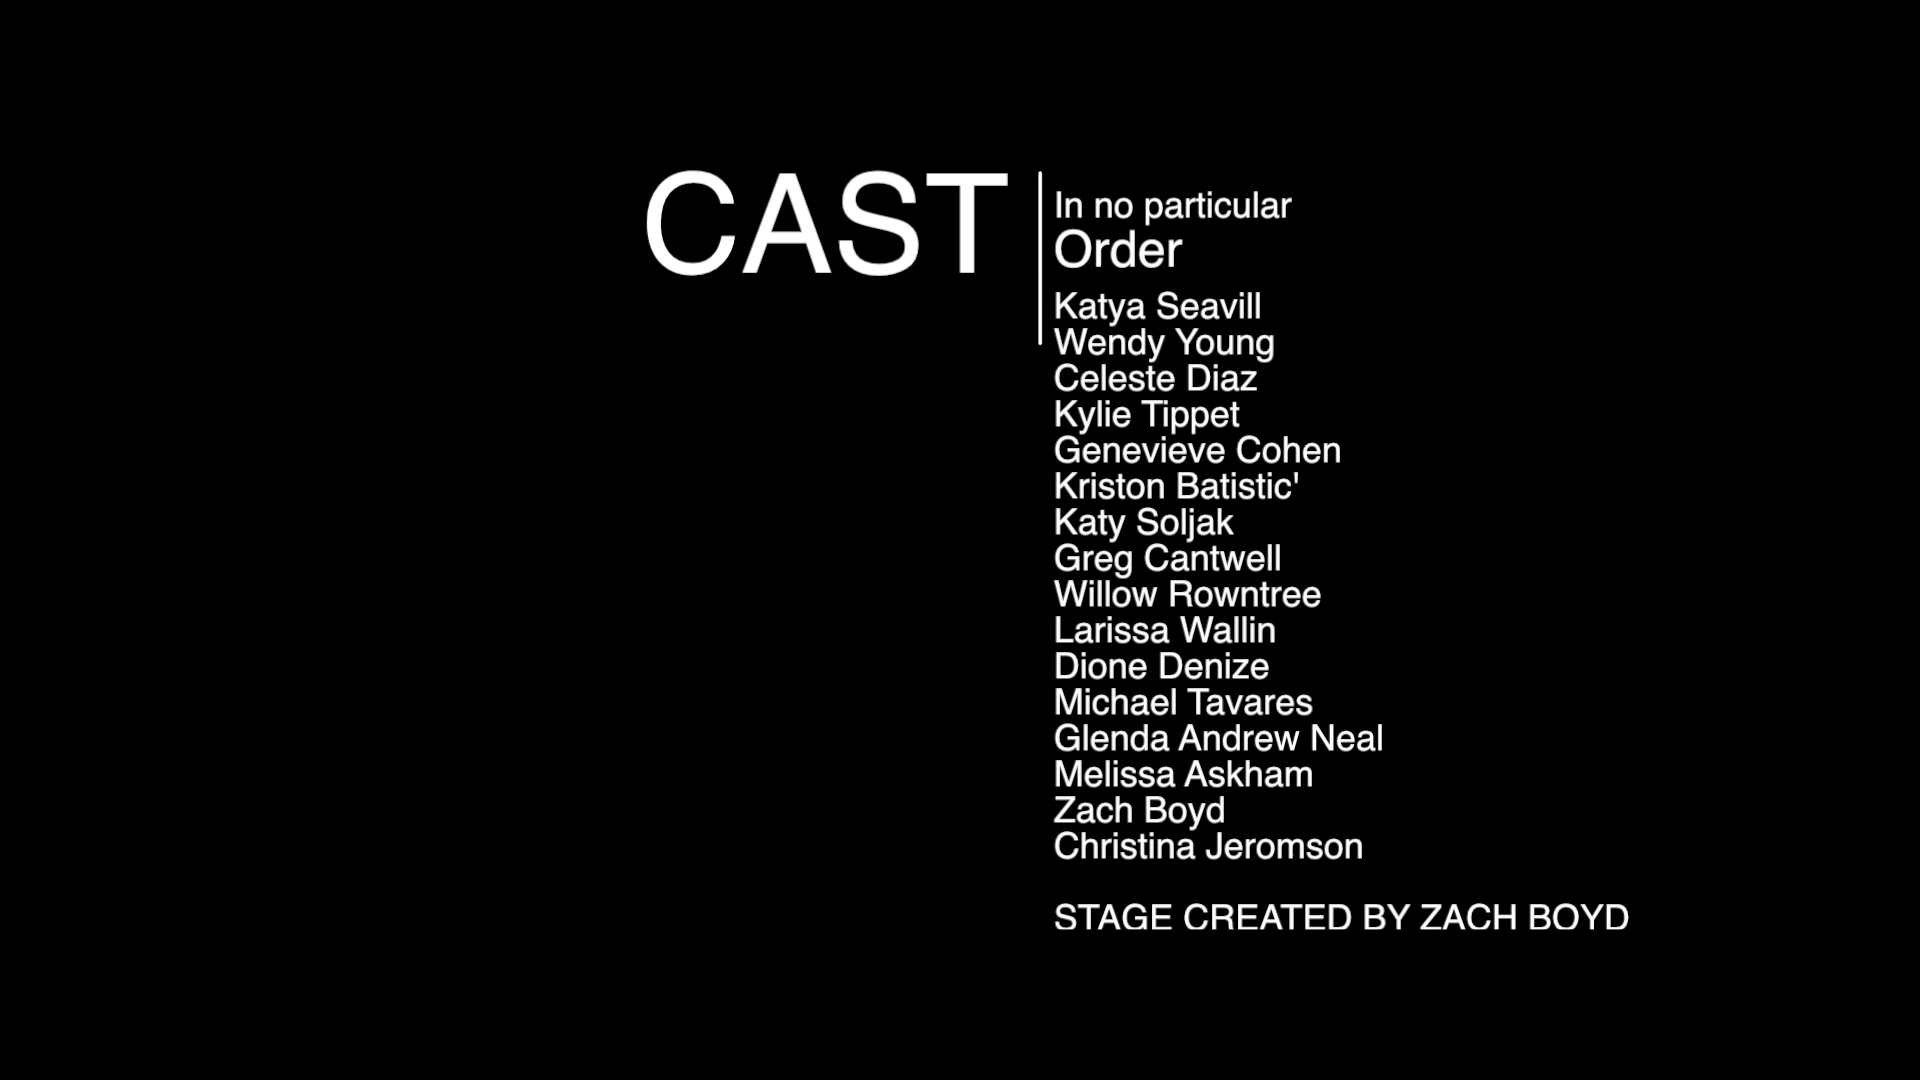 CAST
In no particular
Order
Katya Seavill
Wendy Young
Celeste Diaz
Kylie Tippet
Genevieve Cohen
Kriston Batistic'
Katy Soljak
Greg Cantwell
Willow Rowntree
Larissa Wallin
Dione Denize
Michael Tavares
Glenda Andrew Neal
Melissa Askham
Zach Boyd
Christina Jeromson
STAGE CREATED BY ZACH BOYD